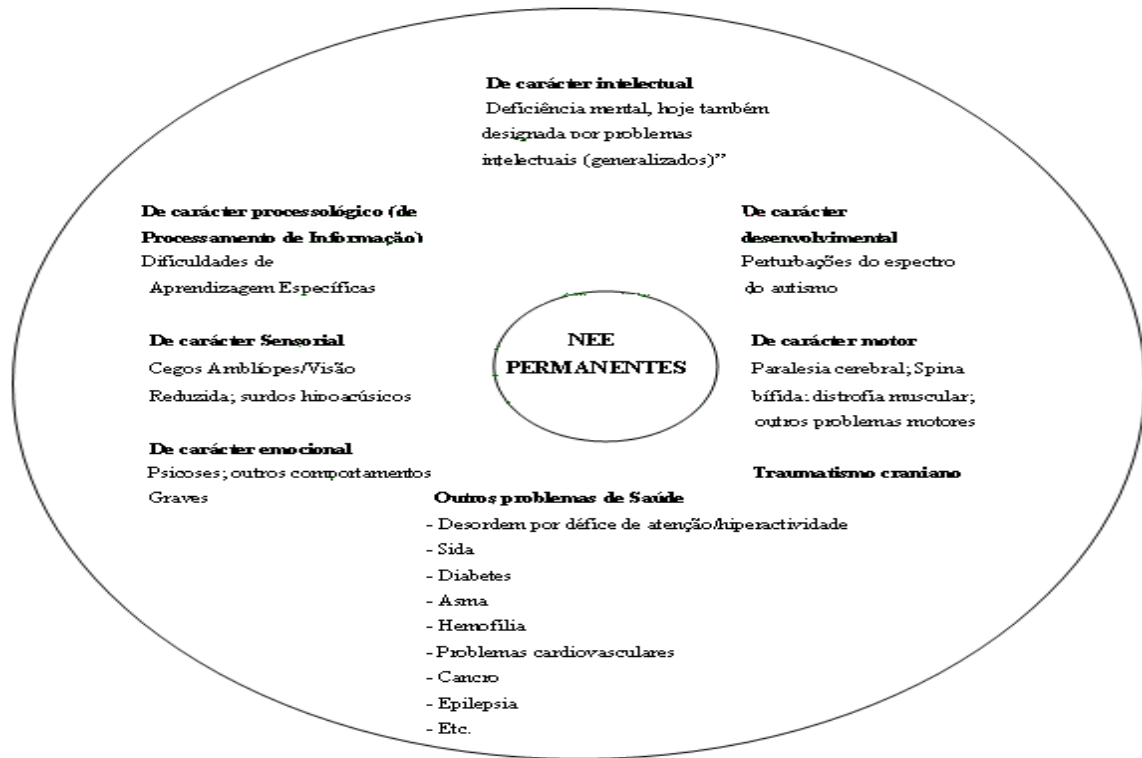 De carácter intelectual
Deficiência mental, hoje também
designada por problemas
intelectuais (generalizados)”
De carácter processológico (de
Processamento de Informação)
Dificuldades de
Aprendizagem Específicas
De carácter
desenvolvimental
Perturbações do espectro
do autismo
NEE
PERMANENTES
De carácter Sensorial
Cegos Amblíopes/Visão
Reduzida; surdos hipoacúsicos
De carácter motor
Paralesia cerebral; Spina
bífida: distrofia muscular;
outros problemas motores
De carácter emocional
Psicoses; outros comportamentos
Graves
Traumatismo craniano
Outros problemas de Saúde
- Desordem por défice de atenção/hiperactividade
- Sida
- Diabetes
- Asma
- Hemofilia
- Problemas cardiovasculares
- Cancro
- Epilepsia
- Etc.